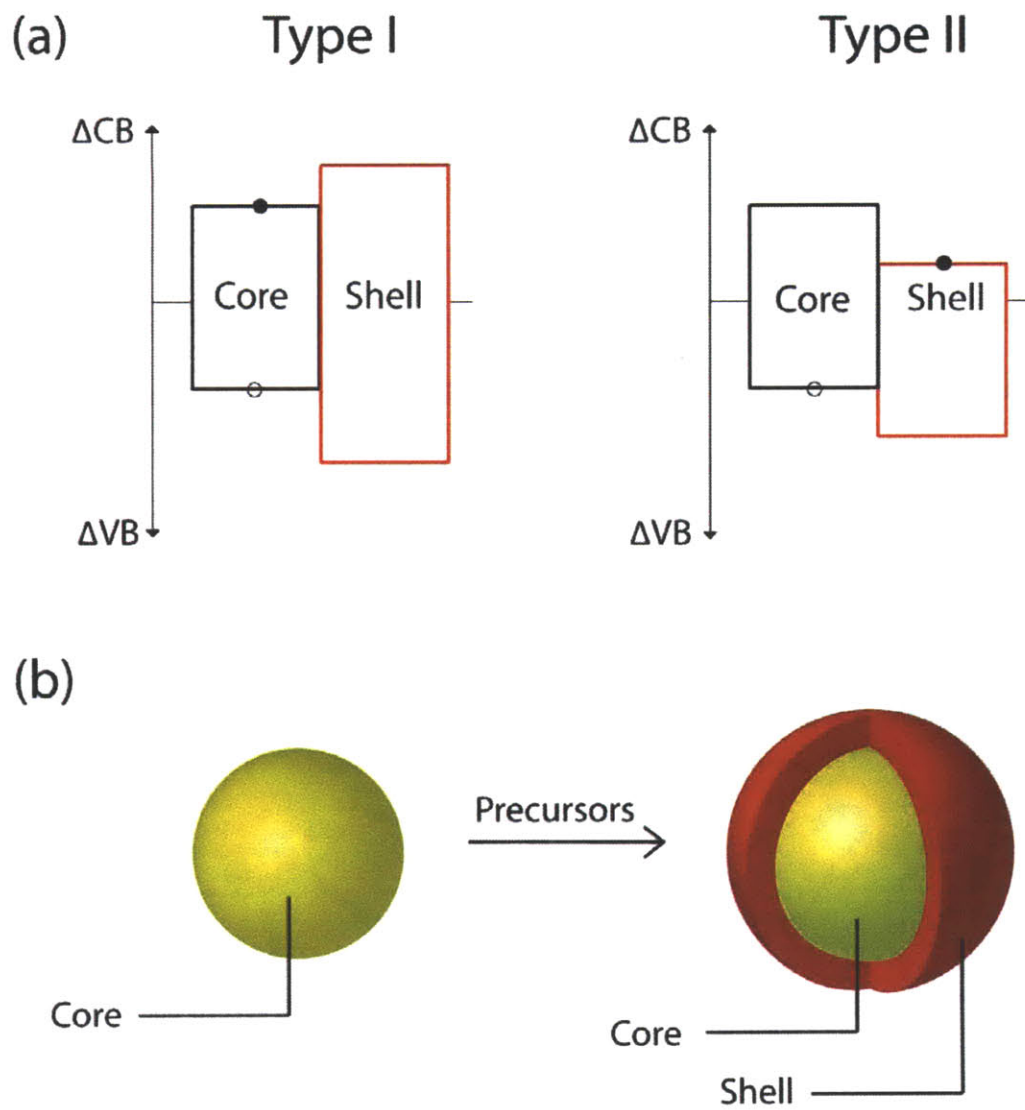 (a) Type I Type II
ΔCB ΔCB
Core Shell Core Shell
ΔVB ΔVB
(b)
Precursors
Core
Core
Shell